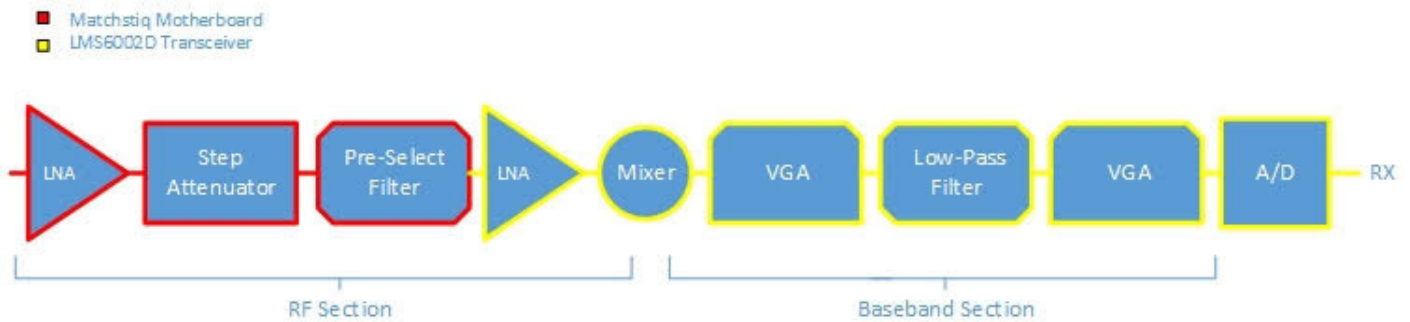 Matchstiq Motherboard
LMS6002D Transceiver
LNA
Step
Attenuator
Pre-Select
Filter
LNA
Mixer
VGA
Low-Pass
Filter
VGA
A/D
RX
RF Section
Baseband Section